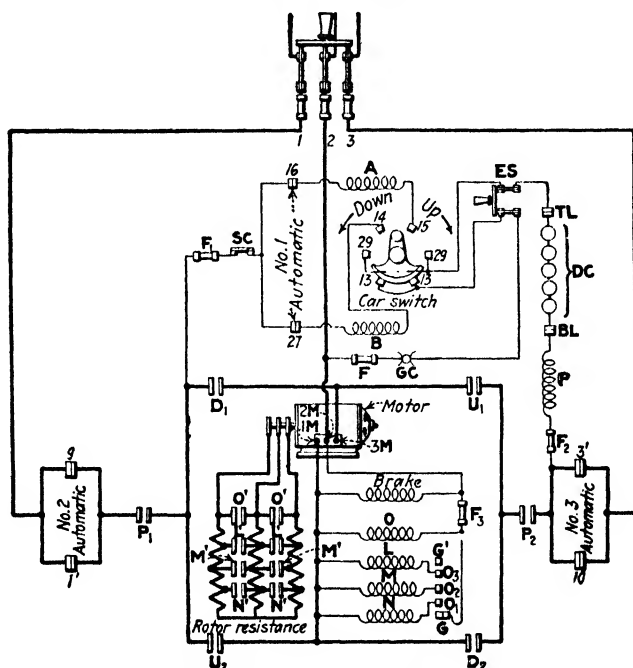 1 2 3
16 A ES
Down Up
14 15 TL
F₁ SC
No.1 Automatic
29 29 DC
13 13
Car switch
27 B BL
F GC P
D₁ U₁
2M Motor
1M F₂
3M
9 3'
Brake
No.2 Automatic
P₁ O' O' F₃ P₂
No.3 Automatic
O
L G'
1' M' M' M O₃ 10
O₂
N' N' N O₁
G
Rotor resistance
U₂ D₂